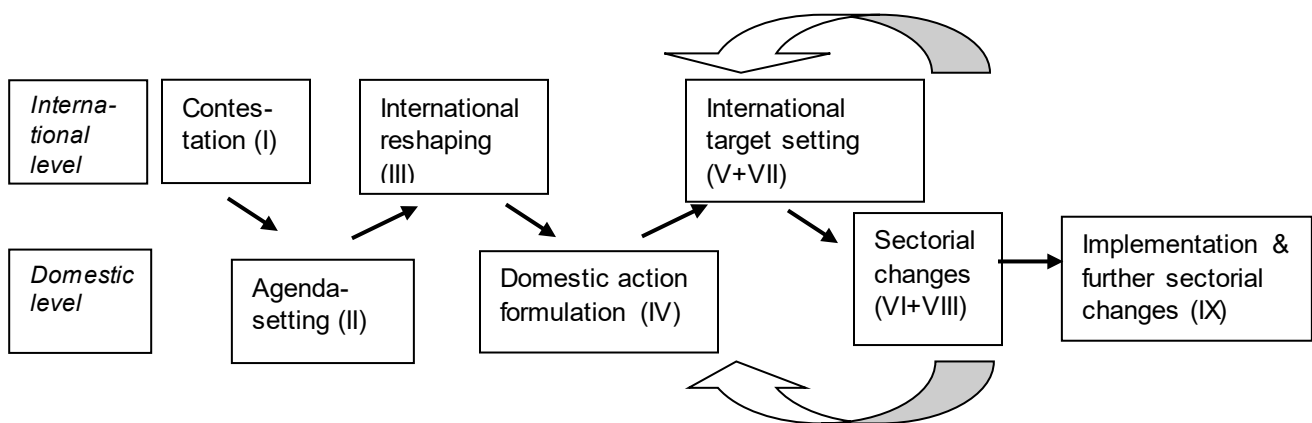 Interna-
tional
level
Contes-
tation (I)
International
reshaping
(III)
International
target setting
(V+VII)
Domestic
level
Agenda-
setting (II)
Domestic action
formulation (IV)
Sectorial
changes
(VI+VIII)
Implementation &
further sectorial
changes (IX)